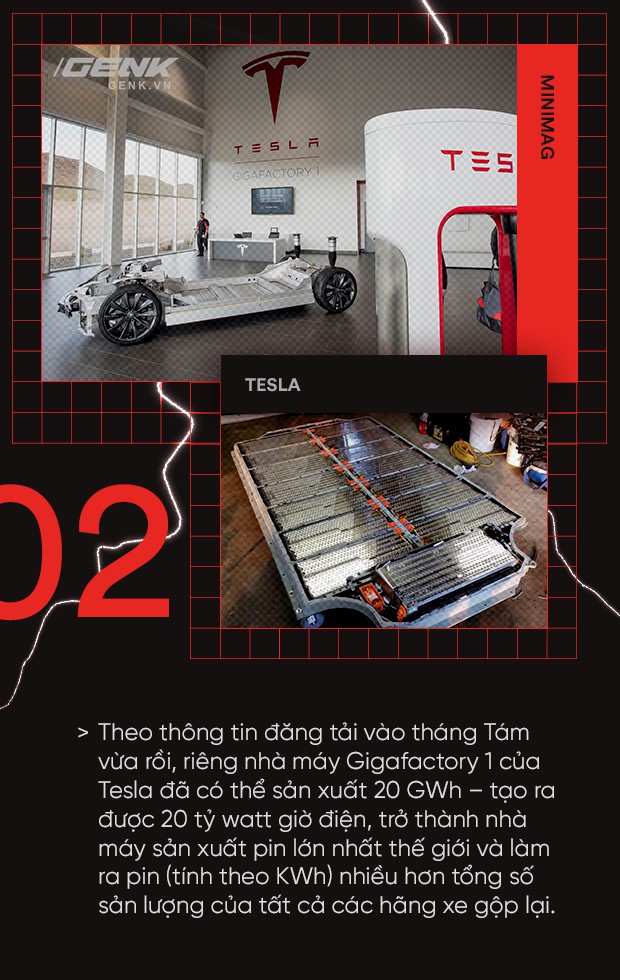 /GENK
GENK.VN
TESLA
GIGAFACTORY 1
TES
MINIMAG
TESLA
02
> Theo thông tin đăng tải vào tháng Tám
vừa rồi, riêng nhà máy Gigafactory 1 của
Tesla đã có thể sản xuất 20 GWh – tạo ra
được 20 tỷ watt giờ điện, trở thành nhà
máy sản xuất pin lớn nhất thế giới và làm
ra pin (tính theo KWh) nhiều hơn tổng số
sản lượng của tất cả các hãng xe gộp lại.